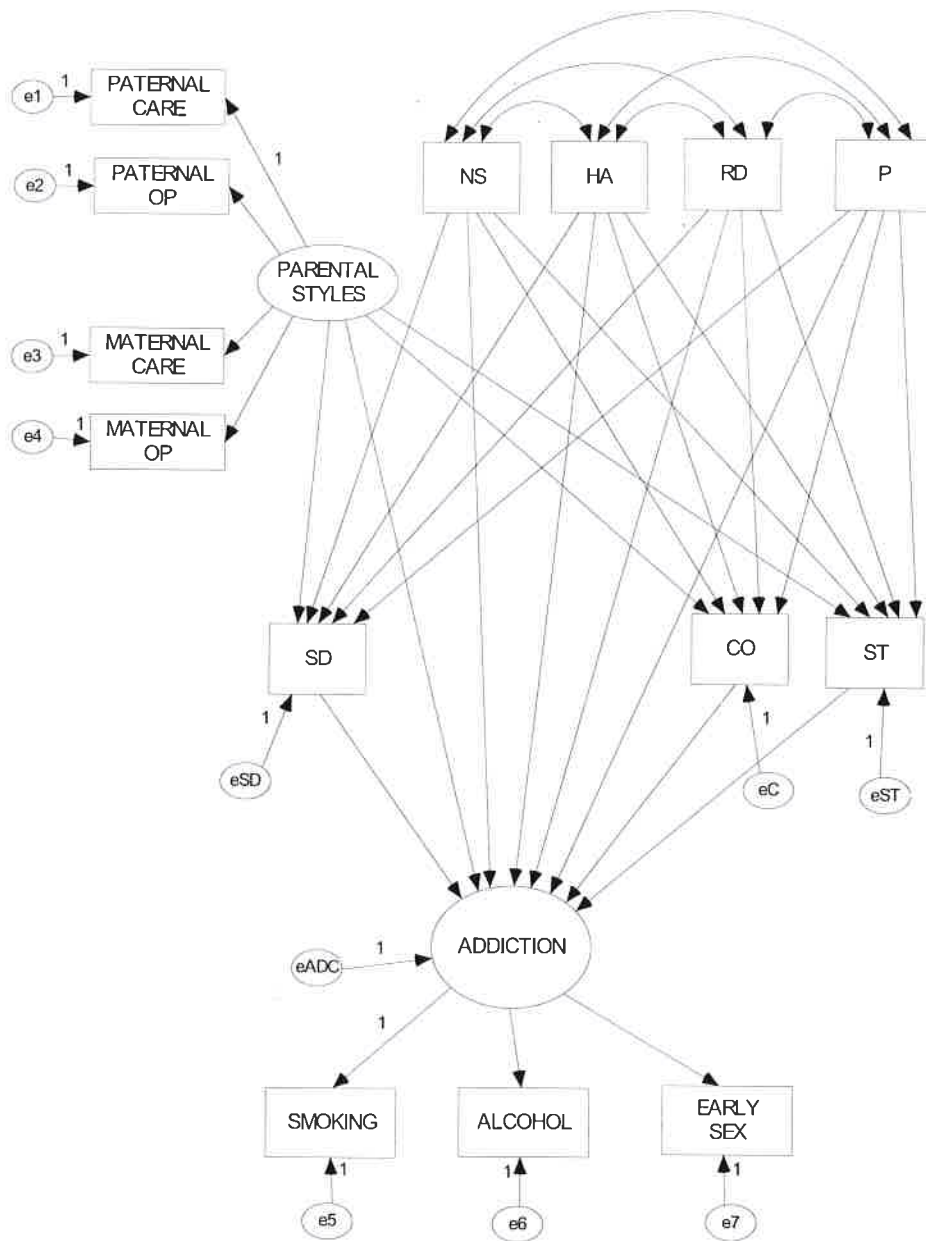 e1
1
PATERNAL
CARE
e2
1
PATERNAL
OP
1
PARENTAL
STYLES
e3
1
MATERNAL
CARE
e4
1
MATERNAL
OP
NS
HA
RD
P
SD
CO
ST
1
eSD
1
eC
1
eST
eADC
1
ADDICTION
1
SMOKING
ALCOHOL
EARLY
SEX
1
1
1
e5
e6
e7